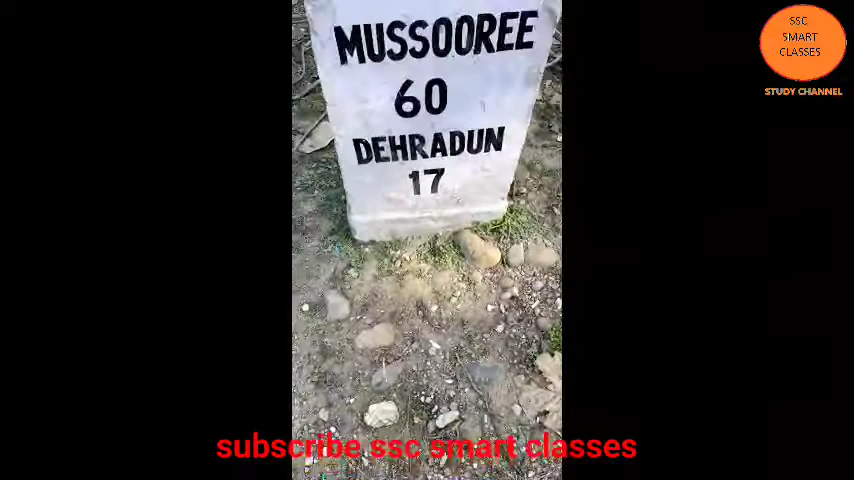 MUSSOOREE
60
DEHRADUN
17
SSC
SMART
CLASSES
STUDY CHANNEL
subscribe ssc smart classes